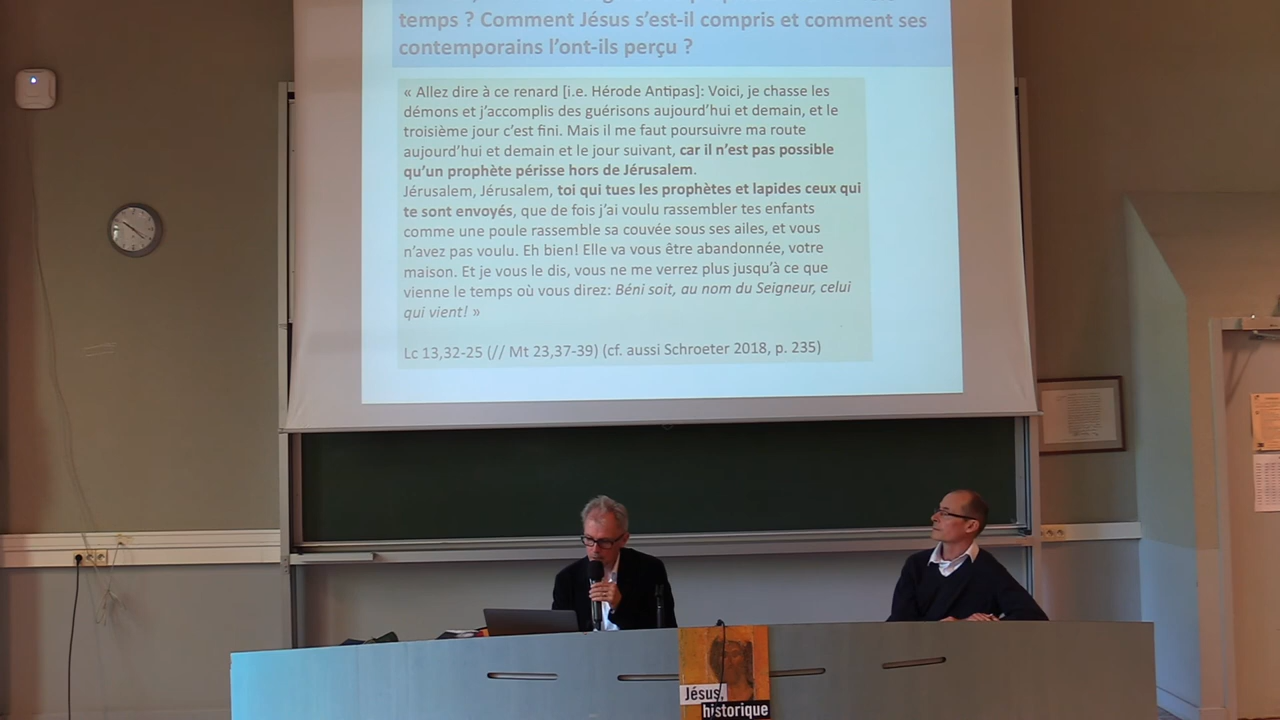 temps ? Comment Jésus s’est-il compris et comment ses
contemporains l’ont-ils perçu ?
« Allez dire à ce renard [i.e. Hérode Antipas]: Voici, je chasse les
démons et j’accomplis des guérisons aujourd’hui et demain, et le
troisième jour c’est fini. Mais il me faut poursuivre ma route
aujourd’hui et demain et le jour suivant, car il n’est pas possible
qu’un prophète périsse hors de Jérusalem.
Jérusalem, Jérusalem, toi qui tues les prophètes et lapides ceux qui
te sont envoyés, que de fois j’ai voulu rassembler tes enfants
comme une poule rassemble sa couvée sous ses ailes, et vous
n’avez pas voulu. Eh bien! Elle va vous être abandonnée, votre
maison. Et je vous le dis, vous ne me verrez plus jusqu’à ce que
vienne le temps où vous direz: Béni soit, au nom du Seigneur, celui
qui vient! »
Lc 13,32-25 (// Mt 23,37-39) (cf. aussi Schroeter 2018, p. 235)
Jésus,
historique